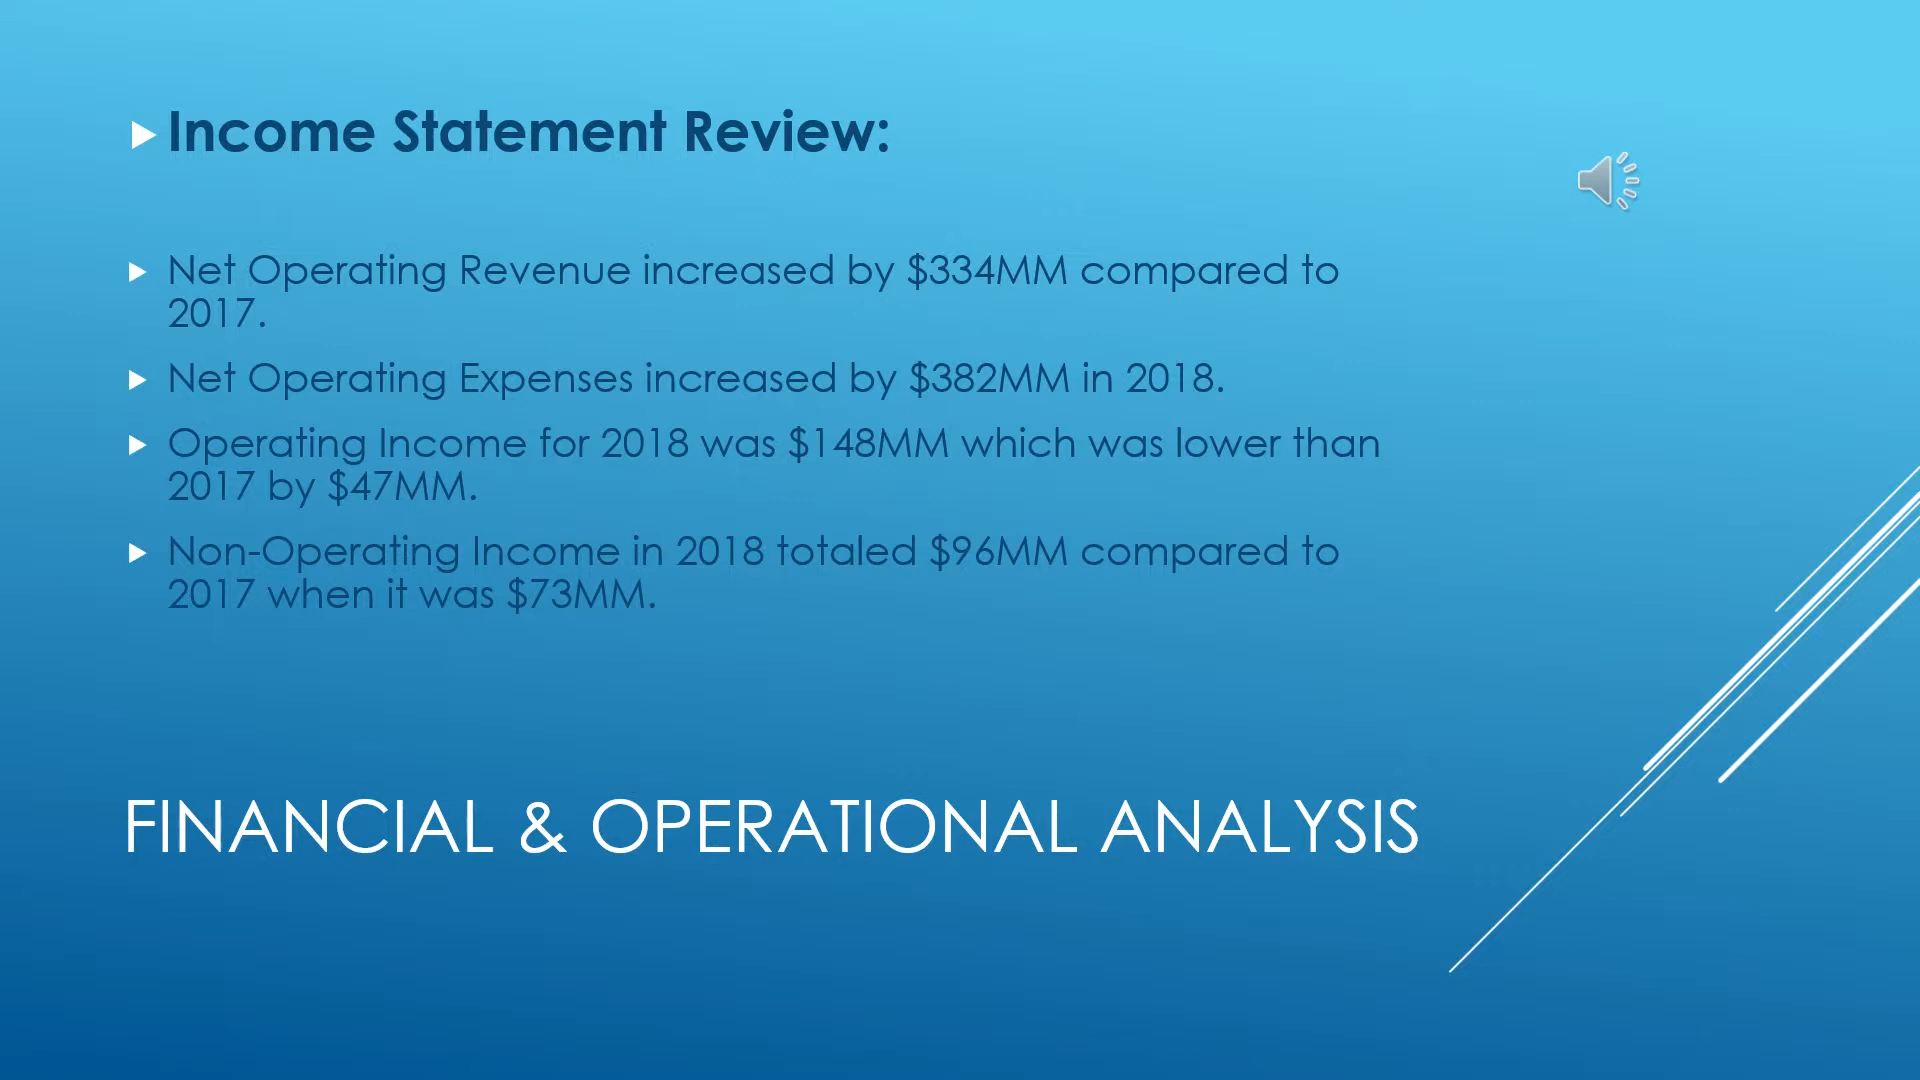 Income Statement Review:
Net Operating Revenue increased by $334MM compared to
2017.
Net Operating Expenses increased by $382MM in 2018.
Operating Income for 2018 was $148MM which was lower than
2017 by $47MM.
Non-Operating Income in 2018 totaled $96MM compared to
2017 when it was $73MM.
FINANCIAL & OPERATIONAL ANALYSIS